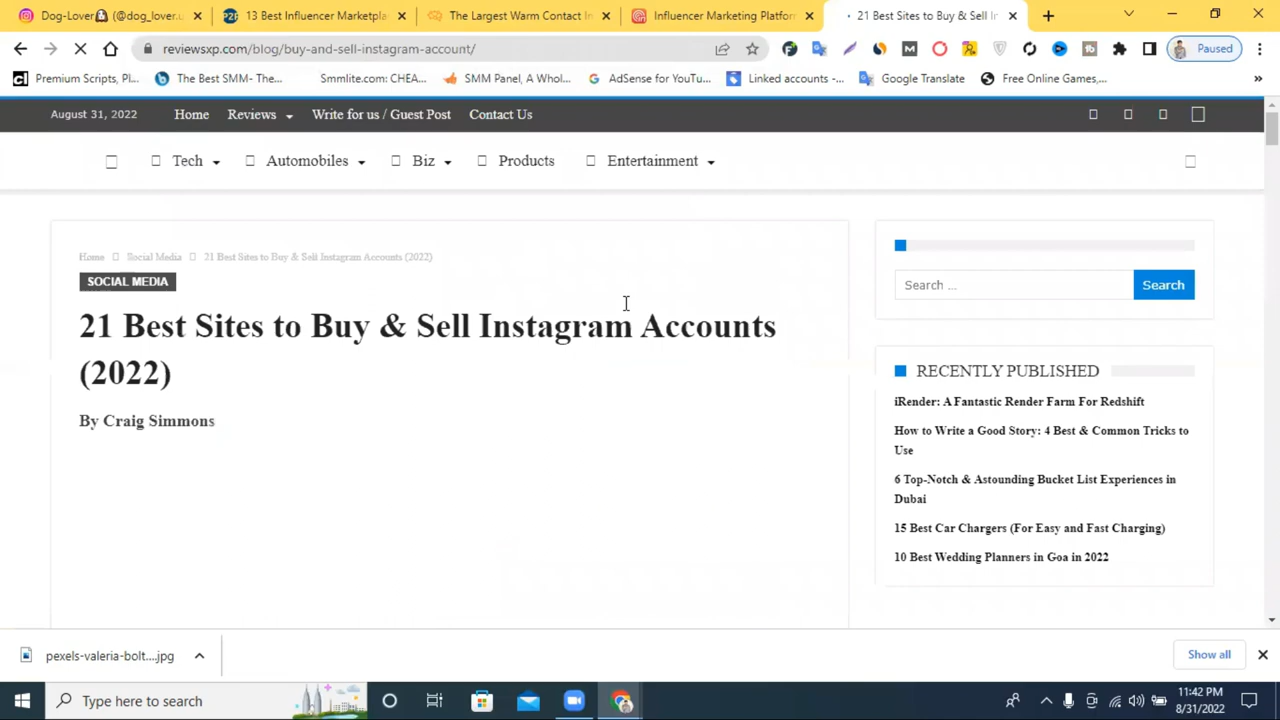 Dog-Lover (@dog_lover.u
13 Best Influencer Marketpla
The Largest Warm Contact In
Influencer Marketing Platform
21 Best Sites to Buy & Sell In
reviewsxp.com/blog/buy-and-sell-instagram-account/
Paused
Premium Scripts, Pl...
The Best SMM- The...
Smmlite.com: CHEA...
SMM Panel, A Whol...
AdSense for YouTu...
Linked accounts -...
Google Translate
Free Online Games,...
August 31, 2022
Home
Reviews
Write for us / Guest Post
Contact Us
Tech
Automobiles
Biz
Products
Entertainment
Home
Social Media
21 Best Sites to Buy & Sell Instagram Accounts (2022)
SOCIAL MEDIA
21 Best Sites to Buy & Sell Instagram Accounts
(2022)
By Craig Simmons
Search ...
Search
RECENTLY PUBLISHED
iRender: A Fantastic Render Farm For Redshift
How to Write a Good Story: 4 Best & Common Tricks to
Use
6 Top-Notch & Astounding Bucket List Experiences in
Dubai
15 Best Car Chargers (For Easy and Fast Charging)
10 Best Wedding Planners in Goa in 2022
pexels-valeria-bolt....jpg
Show all
Type here to search
11:42 PM
8/31/2022